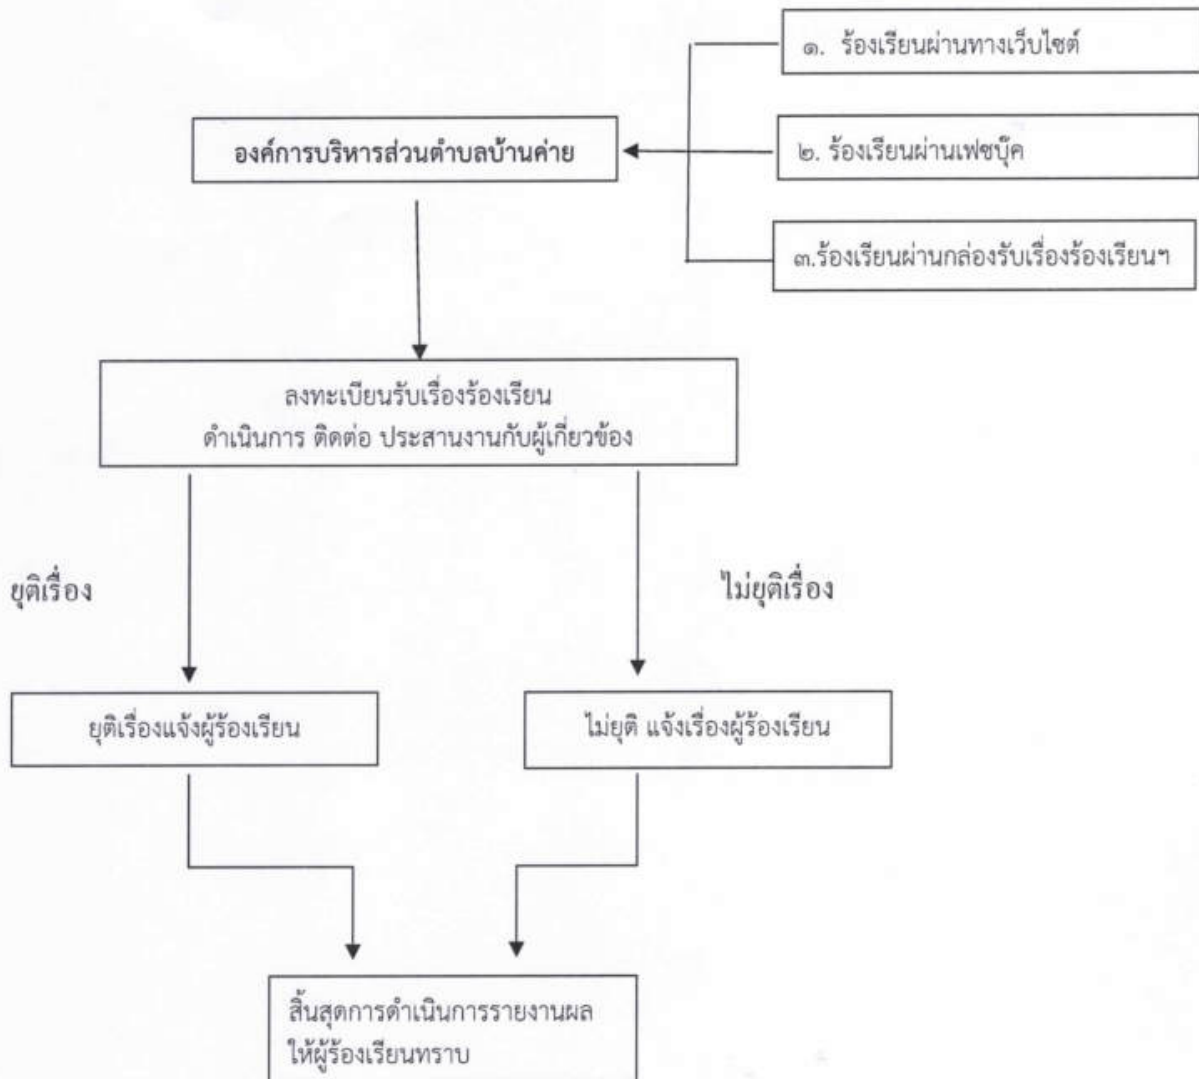 ๑. ร้องเรียนผ่านทางเว็บไซต์
องค์การบริหารส่วนตำบลบ้านค่าย
๒. ร้องเรียนผ่านเฟซบุ๊ค
๓.ร้องเรียนผ่านกล่องรับเรื่องร้องเรียนฯ
ลงทะเบียนรับเรื่องร้องเรียน
ดำเนินการ ติดต่อ ประสานงานกับผู้เกี่ยวข้อง
ยุติเรื่อง
ไม่ยุติเรื่อง
ยุติเรื่องแจ้งผู้ร้องเรียน
ไม่ยุติ แจ้งเรื่องผู้ร้องเรียน
สิ้นสุดการดำเนินการรายงานผล
ให้ผู้ร้องเรียนทราบ